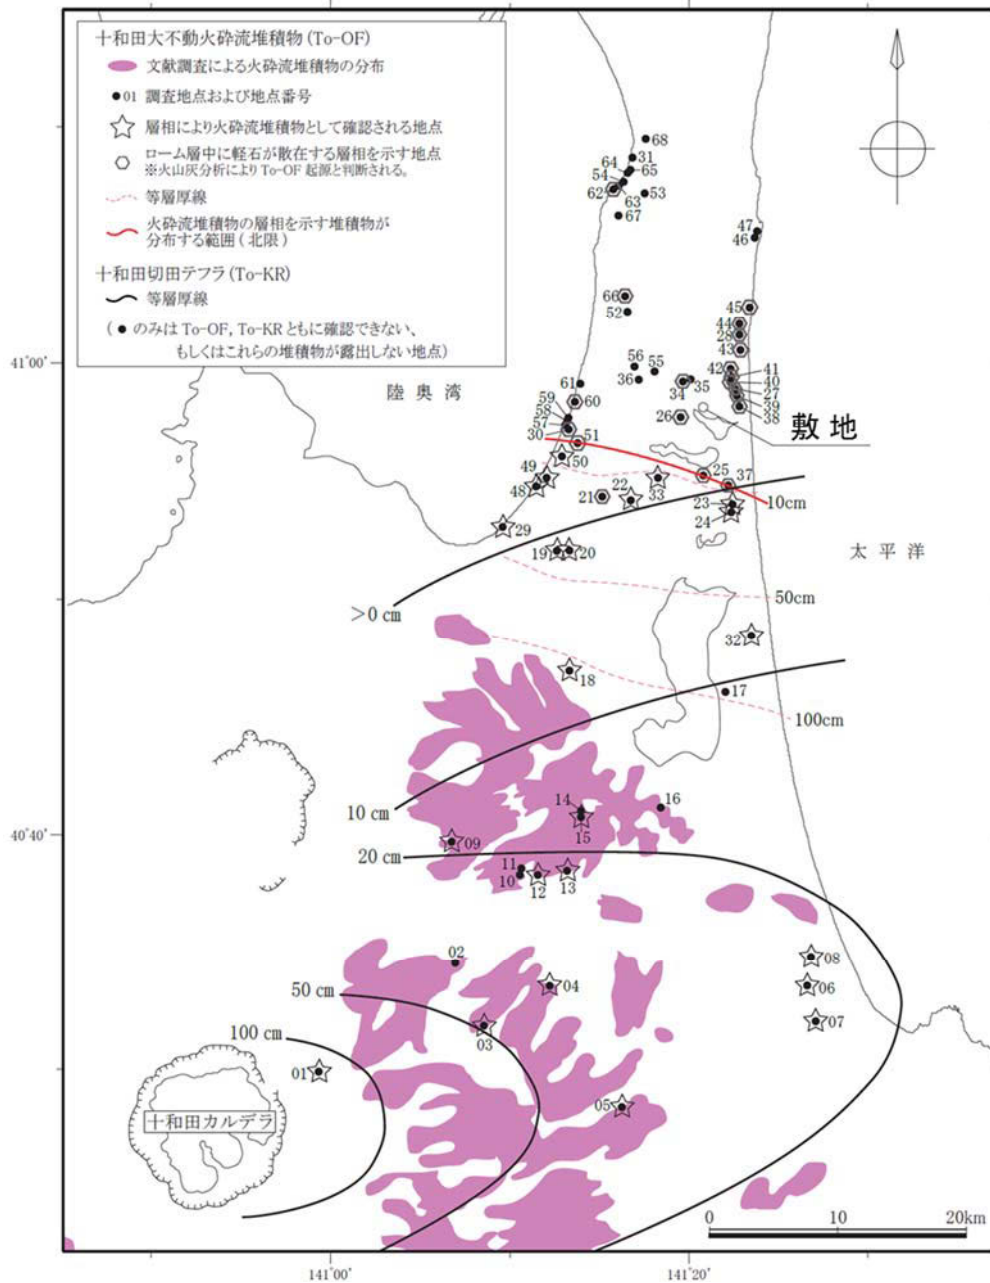 十和田大不動火砕流堆積物 (To-OF)
文献調査による火砕流堆積物の分布
01 調査地点および地点番号
層相により火砕流堆積物として確認される地点
ローム層中に軽石が散在する層相を示す地点
※火山灰分析により To-OF 起源と判断される。
等層厚線
火砕流堆積物の層相を示す堆積物が
分布する範囲 ( 北限 )
十和田切田テフラ (To-KR)
等層厚線
( ● のみは To-OF, To-KR ともに確認できない、
もしくはこれらの堆積物が露出しない地点)
68
31
64
65
54
62
63
53
67
47
46
66
52
45
44
28
43
41°00′
56
55
36
34
35
42
41
40
27
39
38
61
60
59
58
57
30
26
陸奥湾
敷地
51
50
49
48
25
37
33
22
21
23
24
10cm
29
19
20
太平洋
50cm
>0 cm
32
18
17
100cm
10 cm
14
15
16
40°40′
09
20 cm
11
10
12
13
02
08
04
06
50 cm
03
07
100 cm
01
05
十和田カルデラ
0 10 20km
141°00′ 141°20′